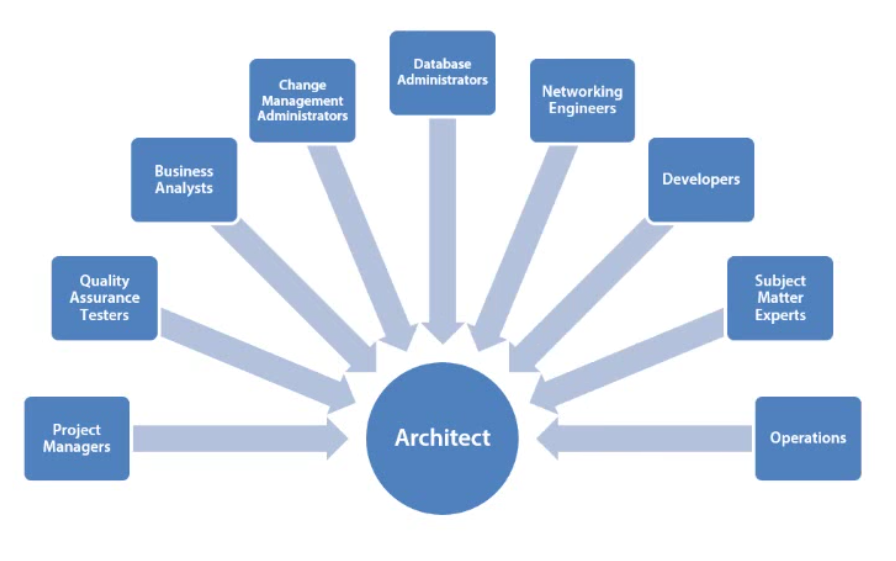 Database
Administrators
Change
Management
Administrators
Networking
Engineers
Business
Analysts
Developers
Quality
Assurance
Testers
Subject
Matter
Experts
Project
Managers
Architect
Operations